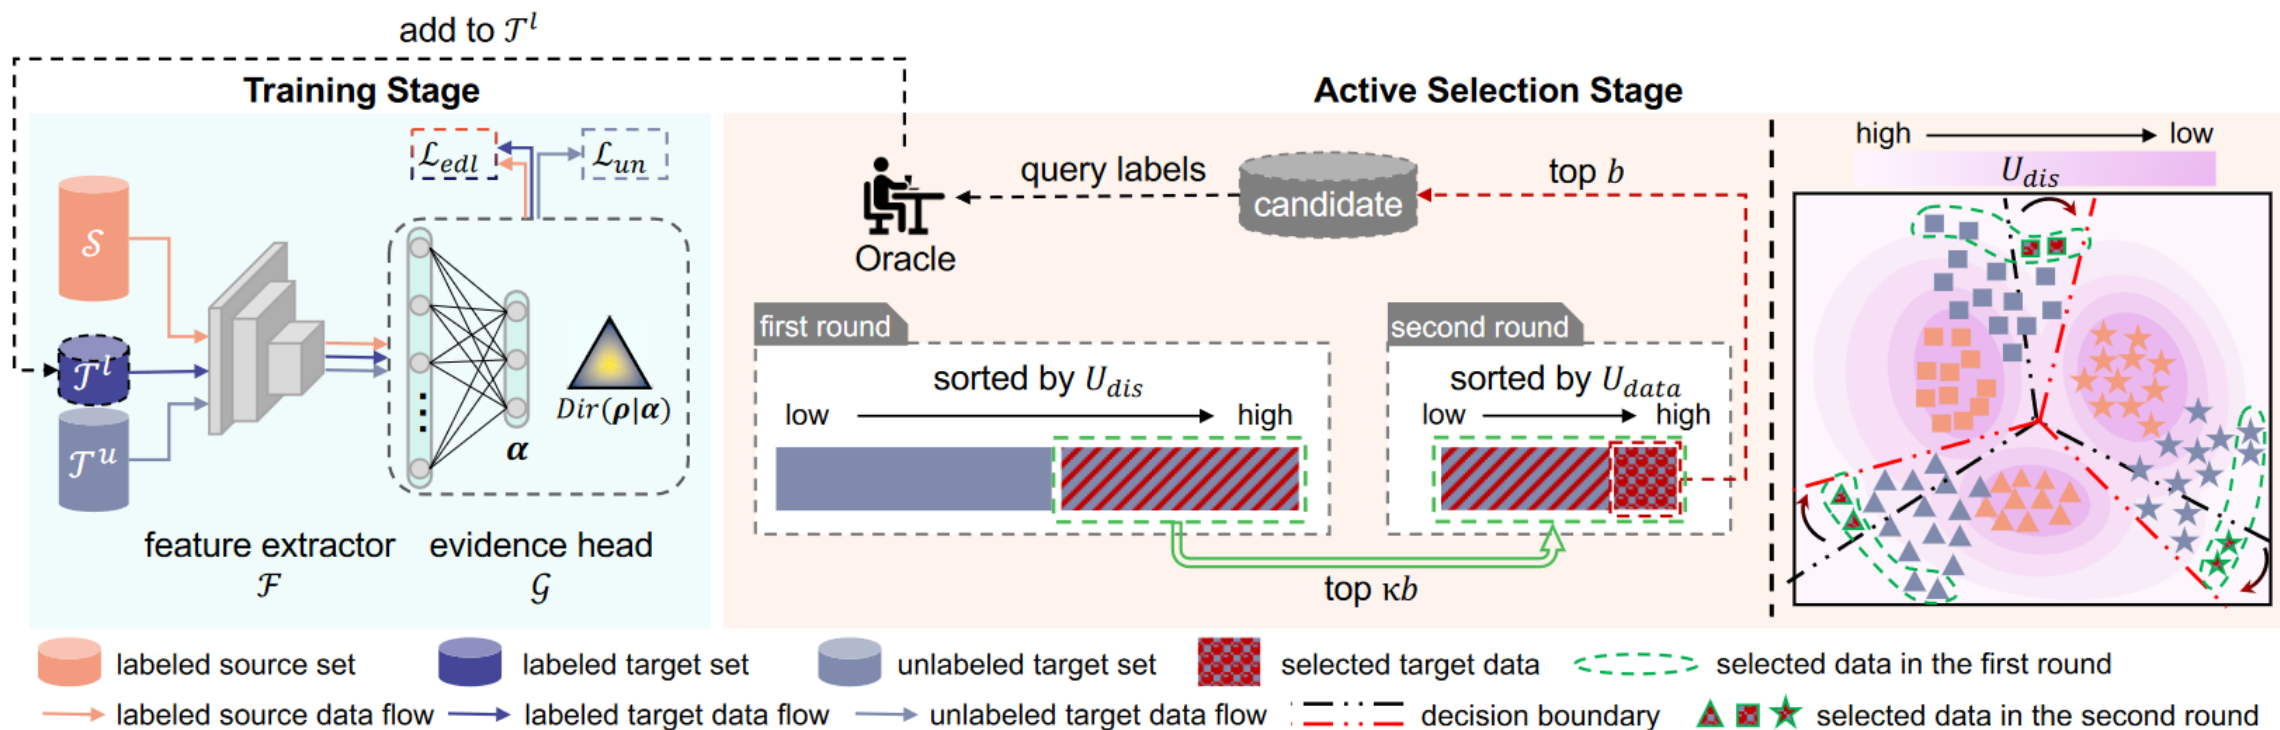 add to 𝒯^l
Training Stage
Active Selection Stage
ℒ_edl
ℒ_un
𝒮
𝒯^l
𝒯^u
Dir(ρ|α)
α
feature extractor
ℱ
evidence head
𝒢
Oracle
query labels
candidate
top b
first round
sorted by U_dis
low
high
second round
sorted by U_data
low
high
top κb
high
low
U_dis
labeled source set
labeled target set
unlabeled target set
selected target data
selected data in the first round
labeled source data flow
labeled target data flow
unlabeled target data flow
decision boundary
selected data in the second round